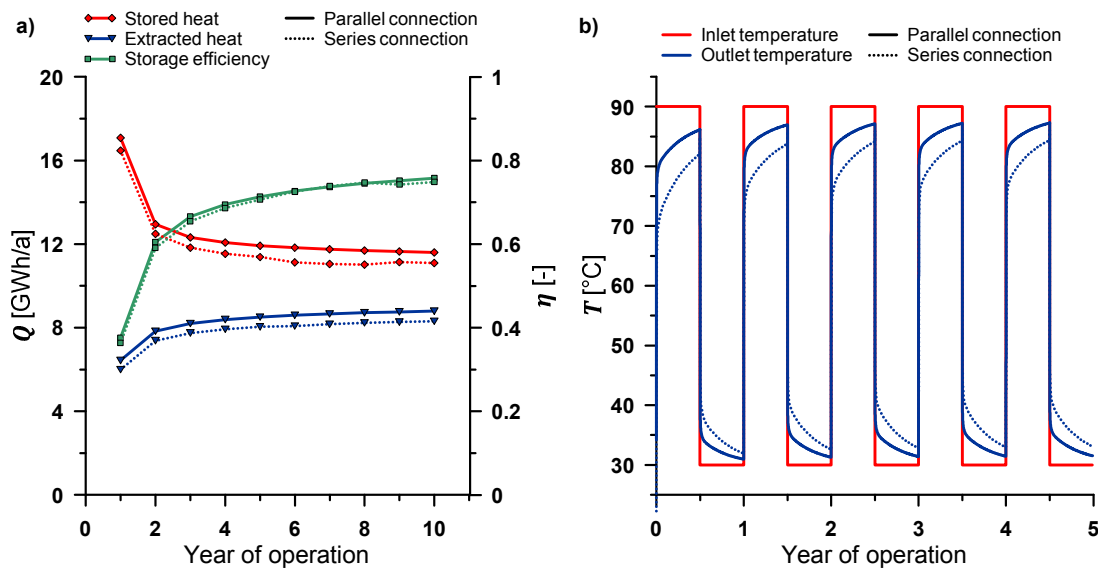 a)
Stored heat
Parallel connection
Extracted heat
Series connection
Storage efficiency
20
16
12
8
4
0
Q [GWh/a]
1
0.8
0.6
0.4
0.2
0
η [-]
0 2 4 6 8 10
Year of operation
b)
Inlet temperature
Parallel connection
Outlet temperature
Series connection
90
80
70
60
50
40
30
T [°C]
0 1 2 3 4 5
Year of operation